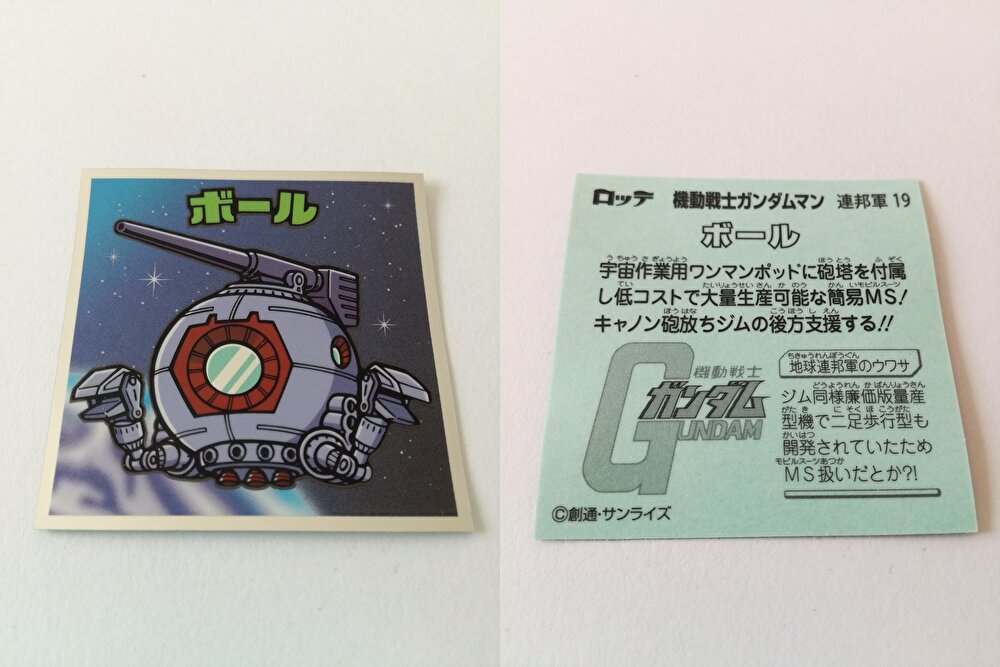 ボール
ロッテ 機動戦士ガンダムマン 連邦軍 19
ボール
宇宙作業用ワンマンポッドに砲塔を付属
し低コストで大量生産可能な簡易MS!
キャノン砲放ちジムの後方支援する!!
機動戦士
ガンダム
GUNDAM
地球連邦軍のウワサ
ジム同様廉価版量産
型機で二足歩行型も
開発されていたため
MS扱いだとか?!
©創通・サンライズ